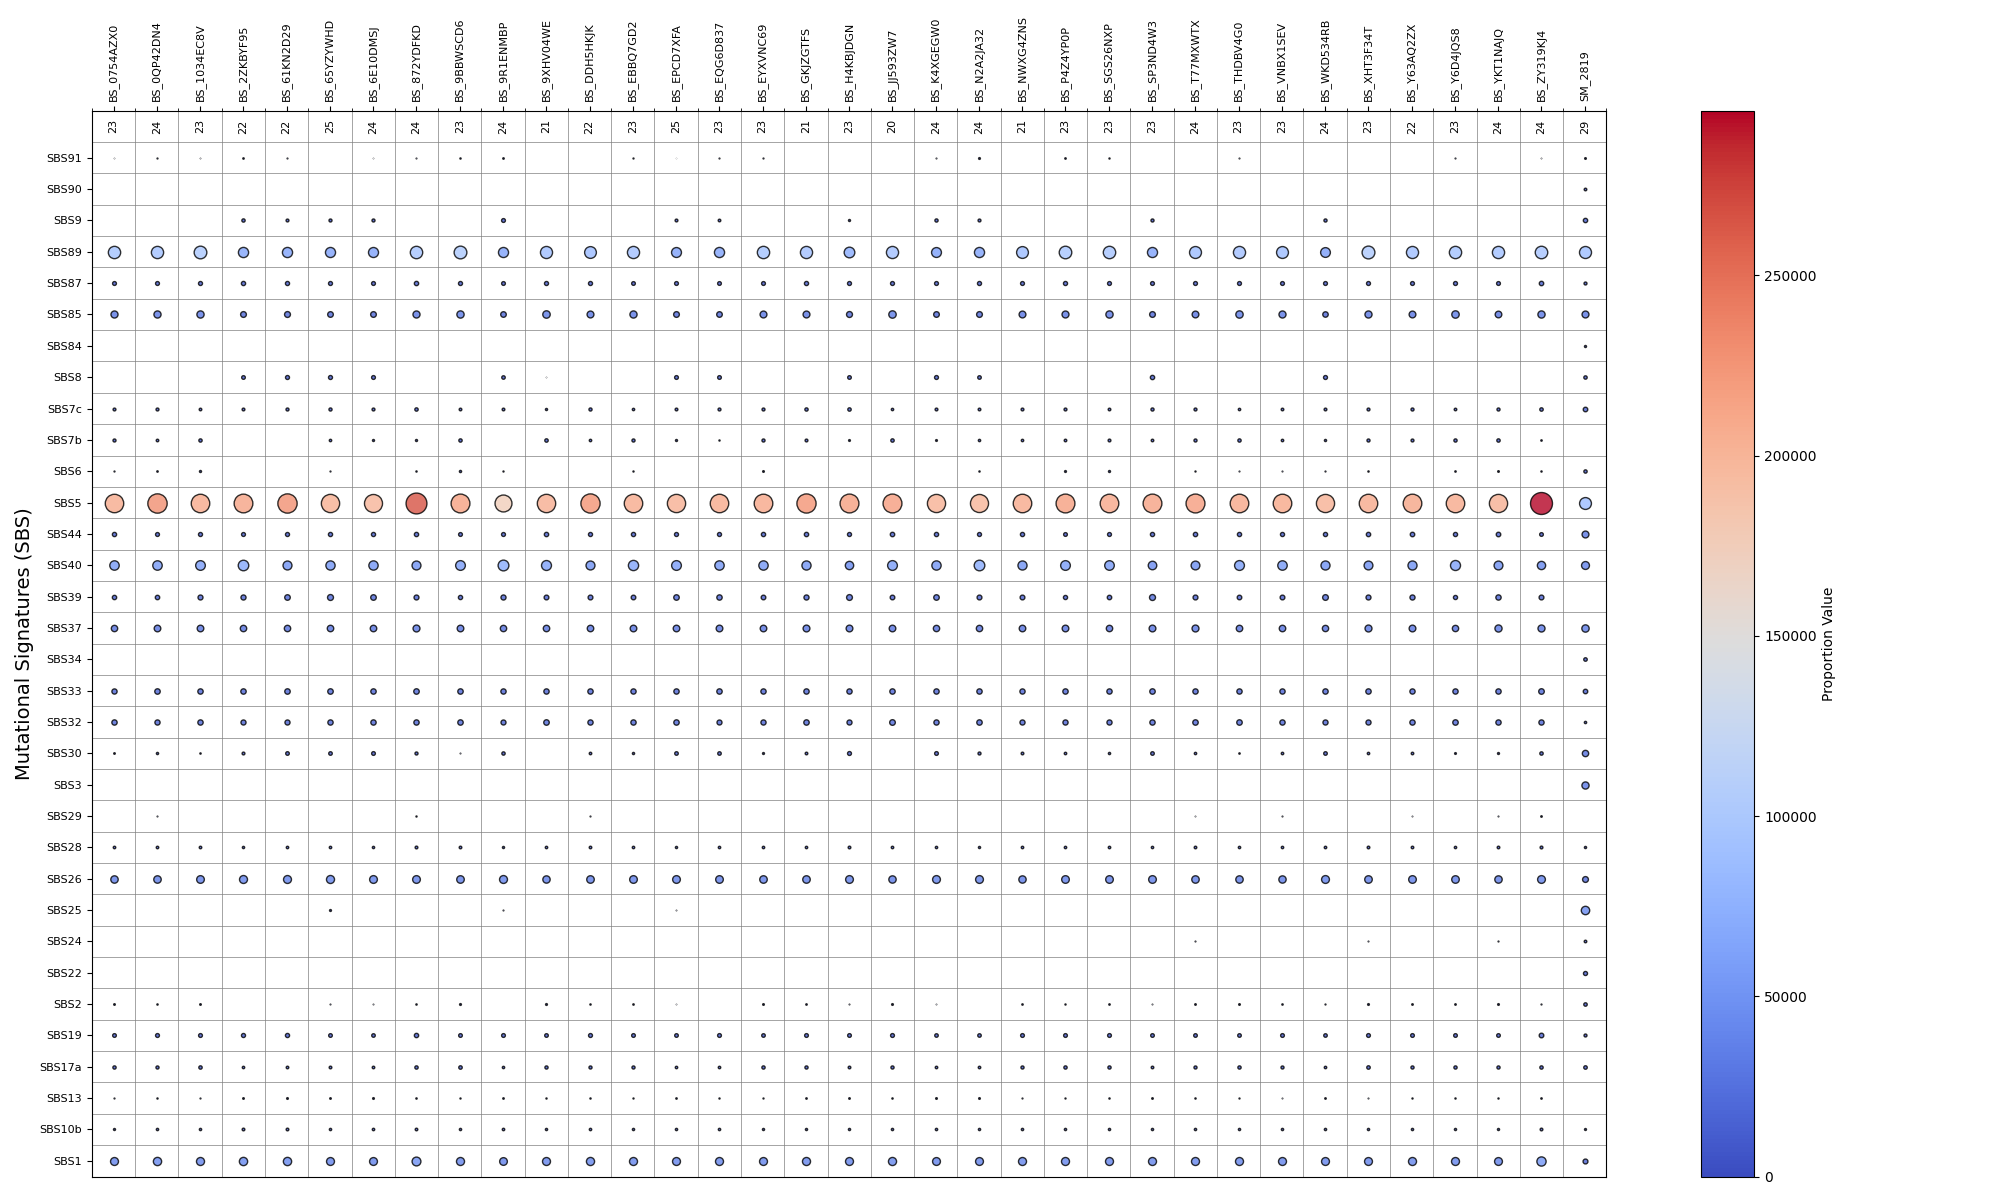 BS_0754AZX0 BS_0QP42DN4 BS_1034EC8V BS_2ZKBYF95 BS_61KN2D29 BS_65YZYWHD BS_6E10DMSJ BS_872YDFKD BS_9BBWSCD6 BS_9R1ENMBP BS_9XHV04WE BS_DDH5HKJK BS_EBBQ7GD2 BS_EPCD7XFA BS_EQG6D837 BS_EYXVNC69 BS_GKJZGTFS BS_H4KBJDGN BS_JJ593ZW7 BS_K4XGEGW0 BS_N2A2JA32 BS_NWXG4ZNS BS_P4Z4YP0P BS_SGS26NXP BS_SP3ND4W3 BS_T77MXWTX BS_THDBV4G0 BS_VNBX1SEV BS_WKD534RB BS_XHT3F34T BS_Y63AQ2ZX BS_Y6D4JQS8 BS_YKT1NAJQ BS_ZY319KJ4 SM_2819
23 24 23 22 22 25 24 24 23 24 21 22 23 25 23 23 21 23 20 24 24 21 23 23 23 24 23 23 24 23 22 23 24 24 29
SBS91
SBS90
SBS9
SBS89
SBS87
SBS85
SBS84
SBS8
SBS7c
SBS7b
SBS6
SBS5
SBS44
SBS40
SBS39
SBS37
SBS34
SBS33
SBS32
SBS30
SBS3
SBS29
SBS28
SBS26
SBS25
SBS24
SBS22
SBS2
SBS19
SBS17a
SBS13
SBS10b
SBS1
Mutational Signatures (SBS)
250000
200000
150000
100000
50000
0
Proportion Value